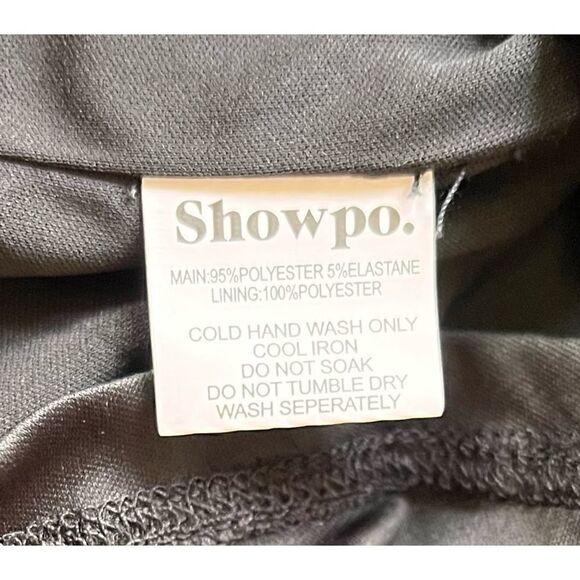 Showpo.
MAIN:95%POLYESTER 5%ELASTANE
LINING:100%POLYESTER
COLD HAND WASH ONLY
COOL IRON
DO NOT SOAK
DO NOT TUMBLE DRY
WASH SEPERATELY